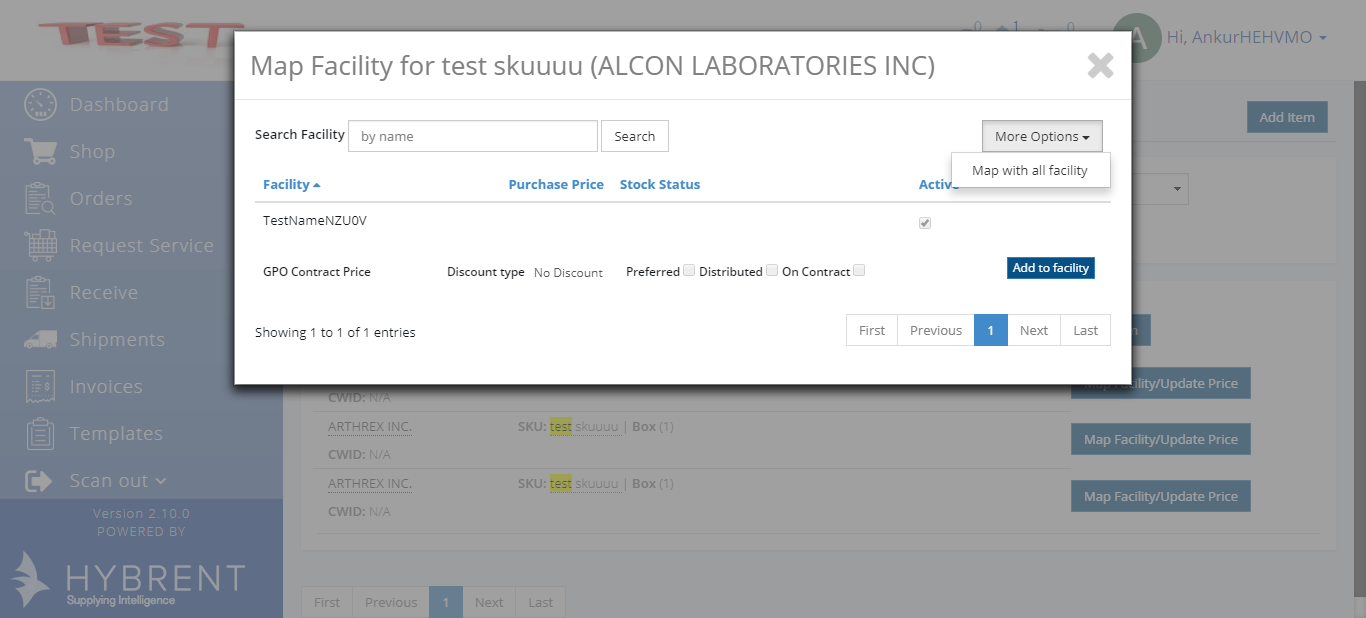 TEST
0 1 0
A Hi, AnkurHEHVMO
Map Facility for test skuuuu (ALCON LABORATORIES INC)
Dashboard
Shop
Orders
Request Service
Receive
Shipments
Invoices
Templates
Scan out
Version 2.10.0
POWERED BY
HYBRENT
Supplying Intelligence
Add Item
Search Facility by name Search More Options
Map with all facility
Facility Purchase Price Stock Status Active
TestNameNZU0V
GPO Contract Price Discount type No Discount Preferred Distributed On Contract Add to facility
Showing 1 to 1 of 1 entries First Previous 1 Next Last
Map Facility/Update Price
CWID: N/A
ARTHREX INC. SKU: test skuuuu | Box (1) Map Facility/Update Price
CWID: N/A
ARTHREX INC. SKU: test skuuuu | Box (1) Map Facility/Update Price
CWID: N/A
First Previous 1 Next Last